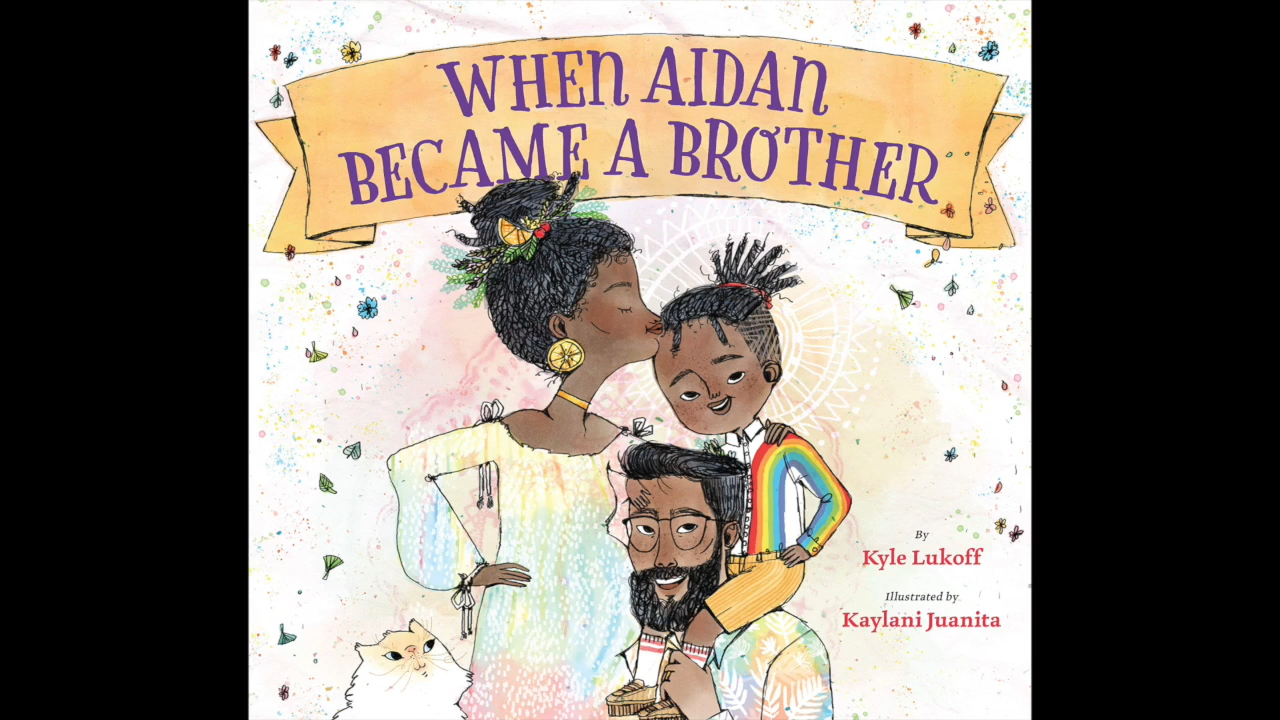 WHEN AIDAN
BECAME A BROTHER
By
Kyle Lukoff
Illustrated by
Kaylani Juanita